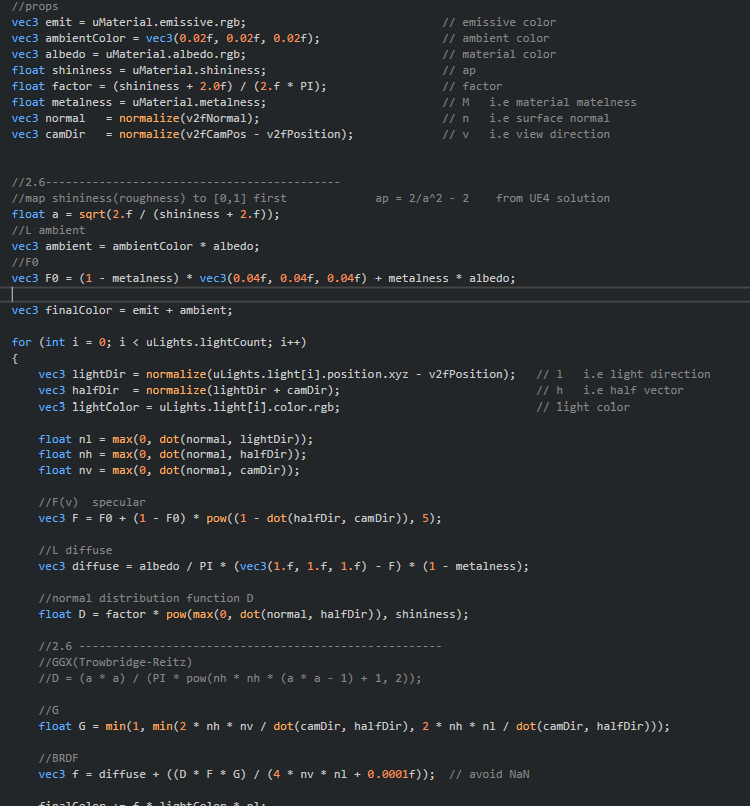 //props
vec3 emit = uMaterial.emissive.rgb; // emissive color
vec3 ambientColor = vec3(0.02f, 0.02f, 0.02f); // ambient color
vec3 albedo = uMaterial.albedo.rgb; // material color
float shininess = uMaterial.shininess; // ap
float factor = (shininess + 2.0f) / (2.f * PI); // factor
float metalness = uMaterial.metalness; // M i.e material matelness
vec3 normal = normalize(v2fNormal); // n i.e surface normal
vec3 camDir = normalize(v2fCamPos - v2fPosition); // v i.e view direction
//2.6--------------------------------------------
//map shininess(roughness) to [0,1] first ap = 2/a^2 - 2 from UE4 solution
float a = sqrt(2.f / (shininess + 2.f));
//L ambient
vec3 ambient = ambientColor * albedo;
//F0
vec3 F0 = (1 - metalness) * vec3(0.04f, 0.04f, 0.04f) + metalness * albedo;
vec3 finalColor = emit + ambient;
for (int i = 0; i < uLights.lightCount; i++)
{
vec3 lightDir = normalize(uLights.light[i].position.xyz - v2fPosition); // l i.e light direction
vec3 halfDir = normalize(lightDir + camDir); // h i.e half vector
vec3 lightColor = uLights.light[i].color.rgb; // light color
float nl = max(0, dot(normal, lightDir));
float nh = max(0, dot(normal, halfDir));
float nv = max(0, dot(normal, camDir));
//F(v) specular
vec3 F = F0 + (1 - F0) * pow((1 - dot(halfDir, camDir)), 5);
//L diffuse
vec3 diffuse = albedo / PI * (vec3(1.f, 1.f, 1.f) - F) * (1 - metalness);
//normal distribution function D
float D = factor * pow(max(0, dot(normal, halfDir)), shininess);
//2.6 ------------------------------------------------------
//GGX(Trowbridge-Reitz)
//D = (a * a) / (PI * pow(nh * nh * (a * a - 1) + 1, 2));
//G
float G = min(1, min(2 * nh * nv / dot(camDir, halfDir), 2 * nh * nl / dot(camDir, halfDir)));
//BRDF
vec3 f = diffuse + ((D * F * G) / (4 * nv * nl + 0.0001f)); // avoid NaN
finalColor += f * lightColor * nl;